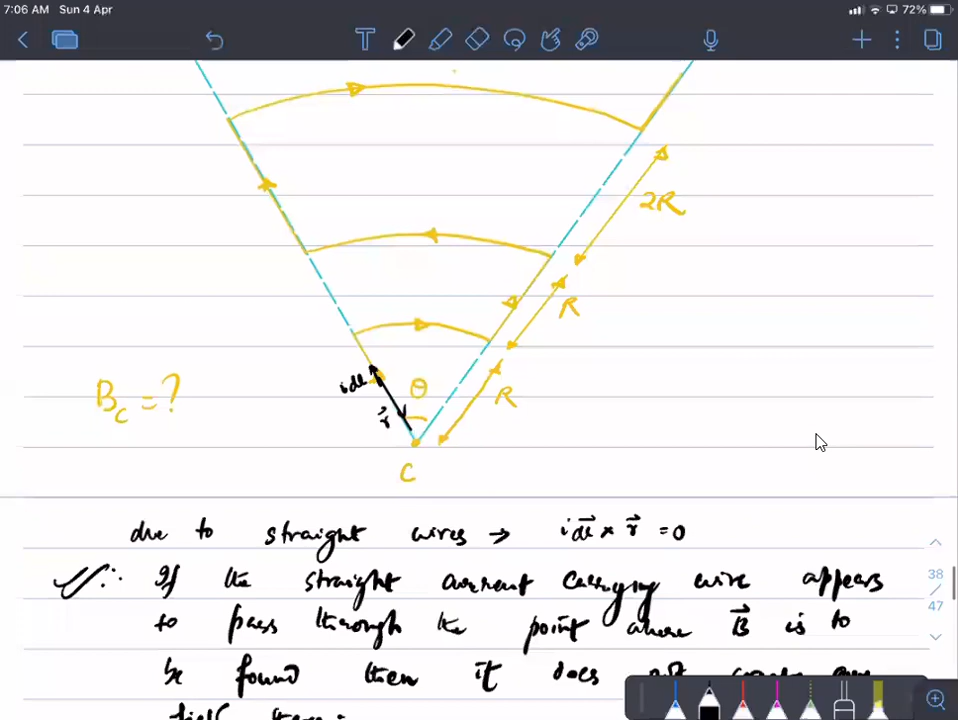 7:06 AM Sun 4 Apr
72%
T
2R
R
idl
θ
R
r⃗
B_C = ?
C
due to straight wires → idl⃗ × r⃗ = 0
∴ If the straight current carrying wire appears
to pass through the point where B⃗ is to
be found then it does not
38
/
47